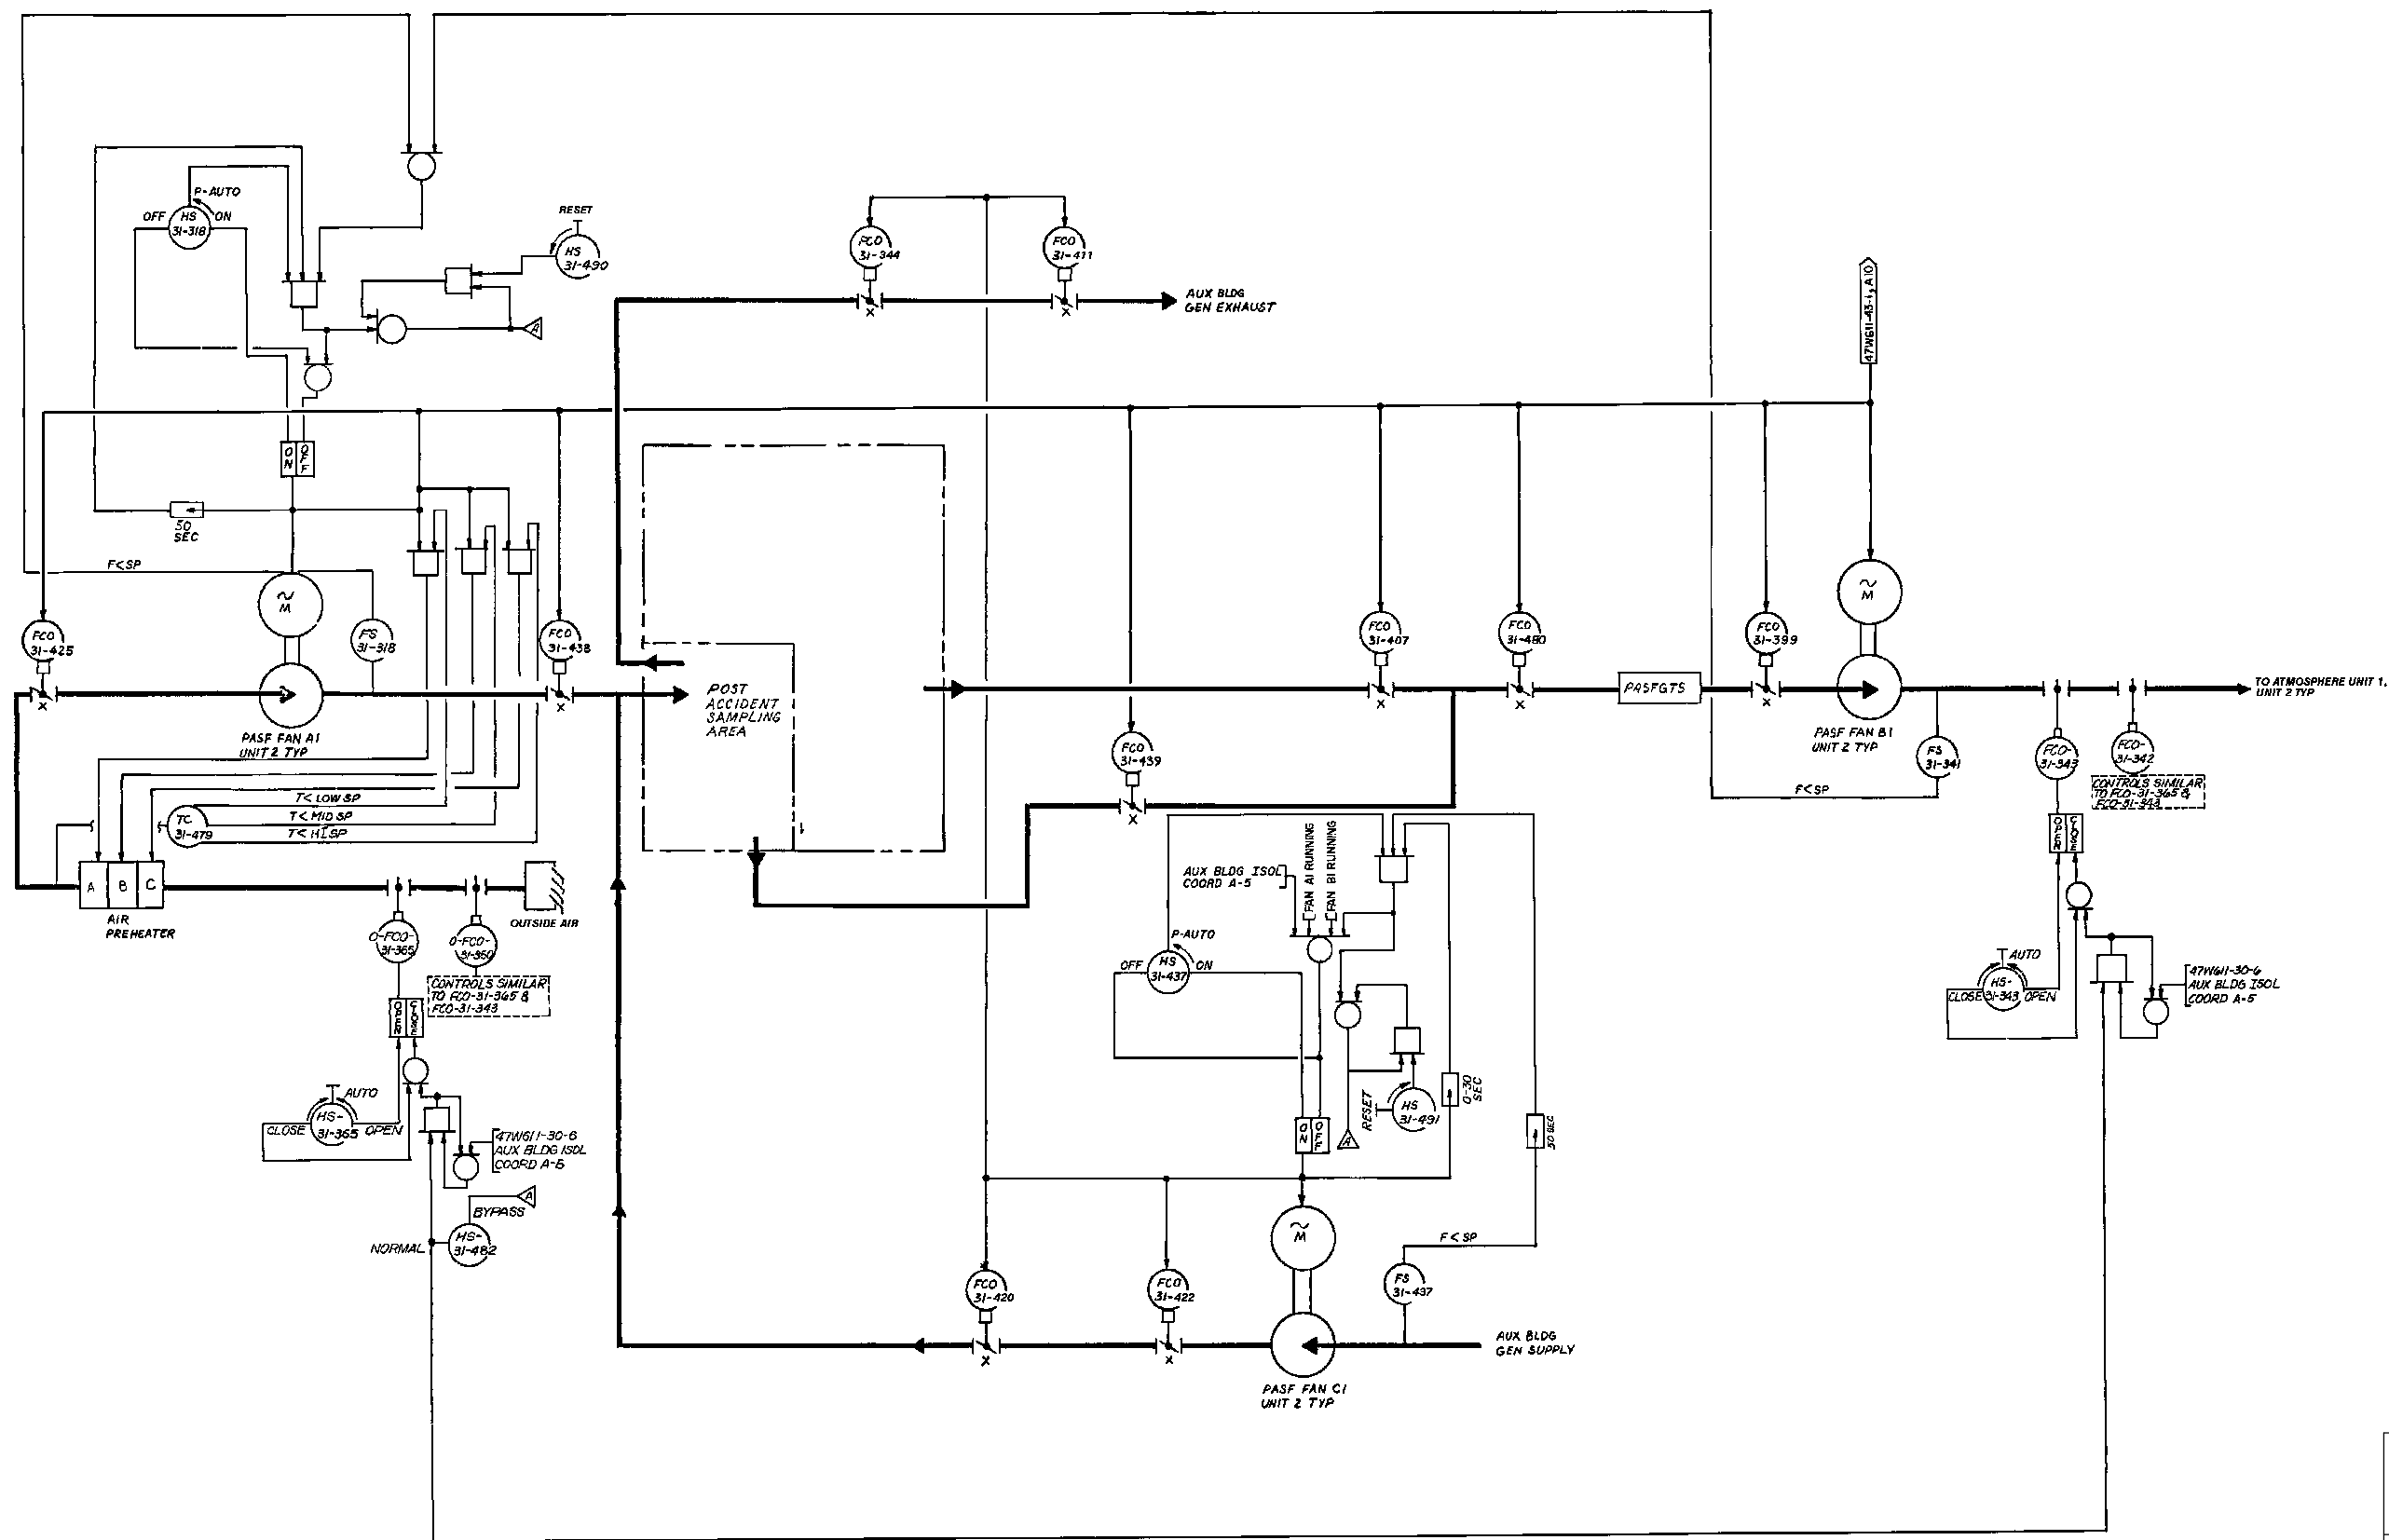 RESET
P-AUTO
OFF
HS
31-318
ON
HS
31-490
A
FCO
31-344
FCO
31-411
AUX BLDG
GEN EXHAUST
X
X
47W611-43-1, A10
ON
OFF
50
SEC
F<SP
M
FCO
31-425
FS
31-318
FCO
31-438
X
X
PASF FAN A1
UNIT 2 TYP
POST
ACCIDENT
SAMPLING
AREA
FCO
31-407
FCO
31-480
FCO
31-399
M
X
X
X
PASFGTS
PASF FAN B1
UNIT 2 TYP
TO ATMOSPHERE UNIT 1,
UNIT 2 TYP
FCO
31-439
X
FS
31-341
F<SP
FCO-
31-343
FCO-
31-342
CONTROLS SIMILAR
TO FCO-31-365 &
FCO-31-343
OPEN
CLOSE
T< LOW SP
T< MID SP
T< HI SP
TC
31-479
A
B
C
AIR
PREHEATER
OUTSIDE AIR
0-FCO-
31-365
0-FCO-
31-350
CONTROLS SIMILAR
TO FCO-31-365 &
FCO-31-343
OPEN
CLOSE
AUTO
HS-
31-365
CLOSE
OPEN
47W611-30-6
AUX BLDG ISOL
COORD A-5
A
BYPASS
NORMAL
HS-
31-482
AUX BLDG ISOL
COORD A-5
FAN A1 RUNNING
FAN B1 RUNNING
P-AUTO
OFF
HS
31-437
ON
RESET
HS
31-491
0-30
SEC
50 SEC
ON
OFF
A
M
F<SP
FS
31-437
FCO
31-420
FCO
31-422
X
X
AUX BLDG
GEN SUPPLY
PASF FAN C1
UNIT 2 TYP
AUTO
HS-
31-343
CLOSE
OPEN
47W611-30-6
AUX BLDG ISOL
COORD A-5